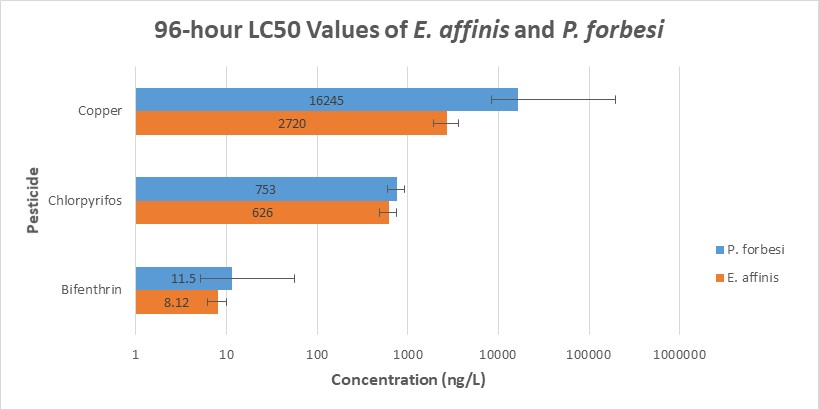 96-hour LC50 Values of E. affinis and P. forbesi
Pesticide
Copper
16245
2720
Chlorpyrifos
753
626
Bifenthrin
11.5
8.12
P. forbesi
E. affinis
1 10 100 1000 10000 100000 1000000
Concentration (ng/L)